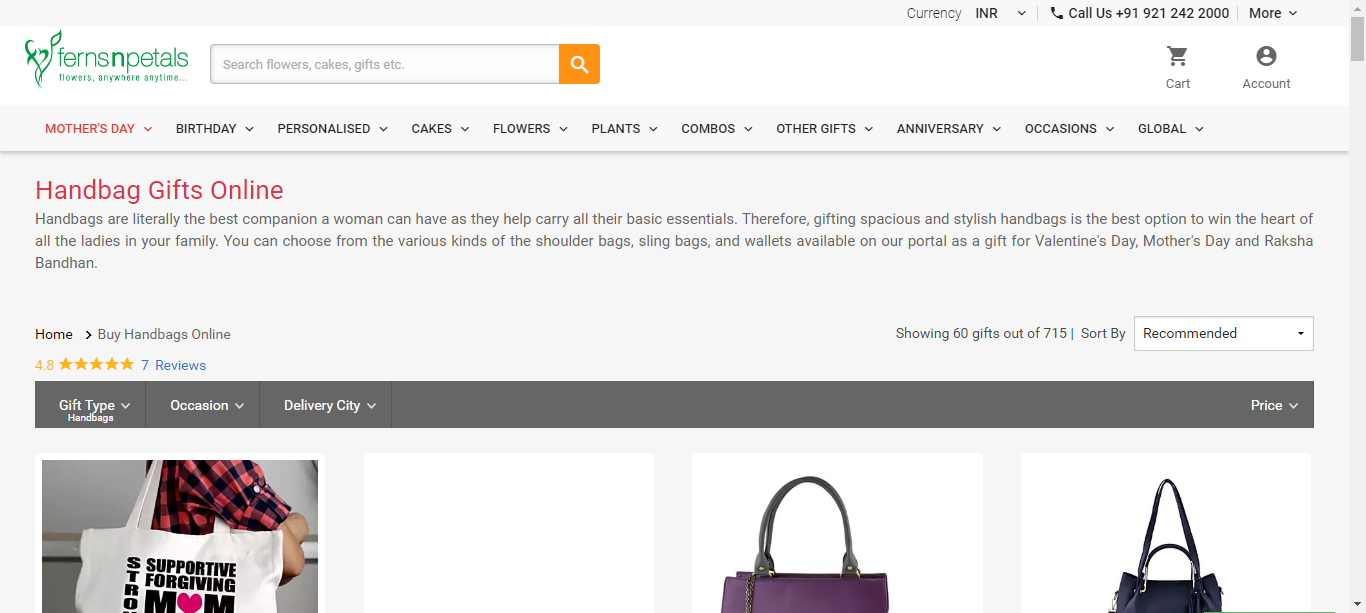 Currency INR Call Us +91 921 242 2000 More
fernsnpetals
flowers, anywhere anytime...
Search flowers, cakes, gifts etc.
Cart Account
MOTHER'S DAY BIRTHDAY PERSONALISED CAKES FLOWERS PLANTS COMBOS OTHER GIFTS ANNIVERSARY OCCASIONS GLOBAL
Handbag Gifts Online
Handbags are literally the best companion a woman can have as they help carry all their basic essentials. Therefore, gifting spacious and stylish handbags is the best option to win the heart of
all the ladies in your family. You can choose from the various kinds of the shoulder bags, sling bags, and wallets available on our portal as a gift for Valentine's Day, Mother's Day and Raksha
Bandhan.
Home Buy Handbags Online
Showing 60 gifts out of 715 | Sort By Recommended
4.8 7 Reviews
Gift Type Occasion Delivery City Price
Handbags
SUPPORTIVE
FORGIVING
M M
STRO